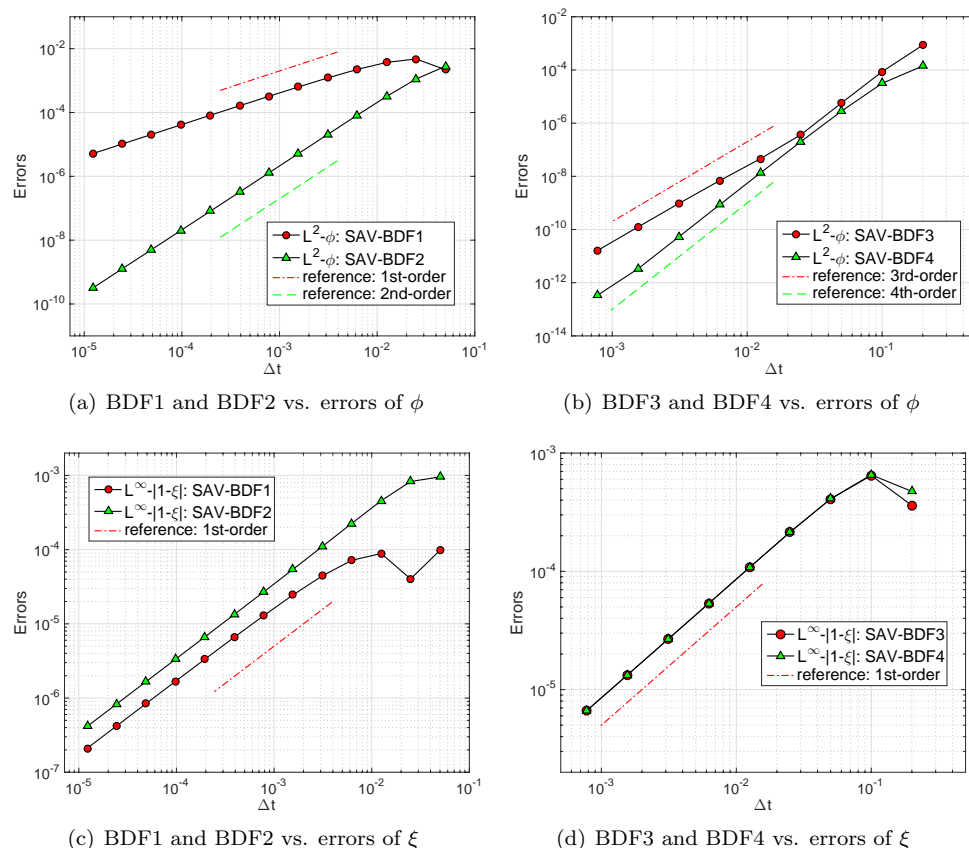 10^-2
10^-4
10^-6
10^-8
10^-10
Errors
L^2-ϕ: SAV-BDF1
L^2-ϕ: SAV-BDF2
reference: 1st-order
reference: 2nd-order
10^-5 10^-4 10^-3 10^-2 10^-1
Δt
(a) BDF1 and BDF2 vs. errors of ϕ
10^-2
10^-4
10^-6
10^-8
10^-10
10^-12
10^-14
Errors
L^2-ϕ: SAV-BDF3
L^2-ϕ: SAV-BDF4
reference: 3rd-order
reference: 4th-order
10^-3 10^-2 10^-1
Δt
(b) BDF3 and BDF4 vs. errors of ϕ
10^-3
10^-4
10^-5
10^-6
10^-7
Errors
L^∞-|1-ξ|: SAV-BDF1
L^∞-|1-ξ|: SAV-BDF2
reference: 1st-order
10^-5 10^-4 10^-3 10^-2 10^-1
Δt
(c) BDF1 and BDF2 vs. errors of ξ
10^-3
10^-4
10^-5
Errors
L^∞-|1-ξ|: SAV-BDF3
L^∞-|1-ξ|: SAV-BDF4
reference: 1st-order
10^-3 10^-2 10^-1
Δt
(d) BDF3 and BDF4 vs. errors of ξ